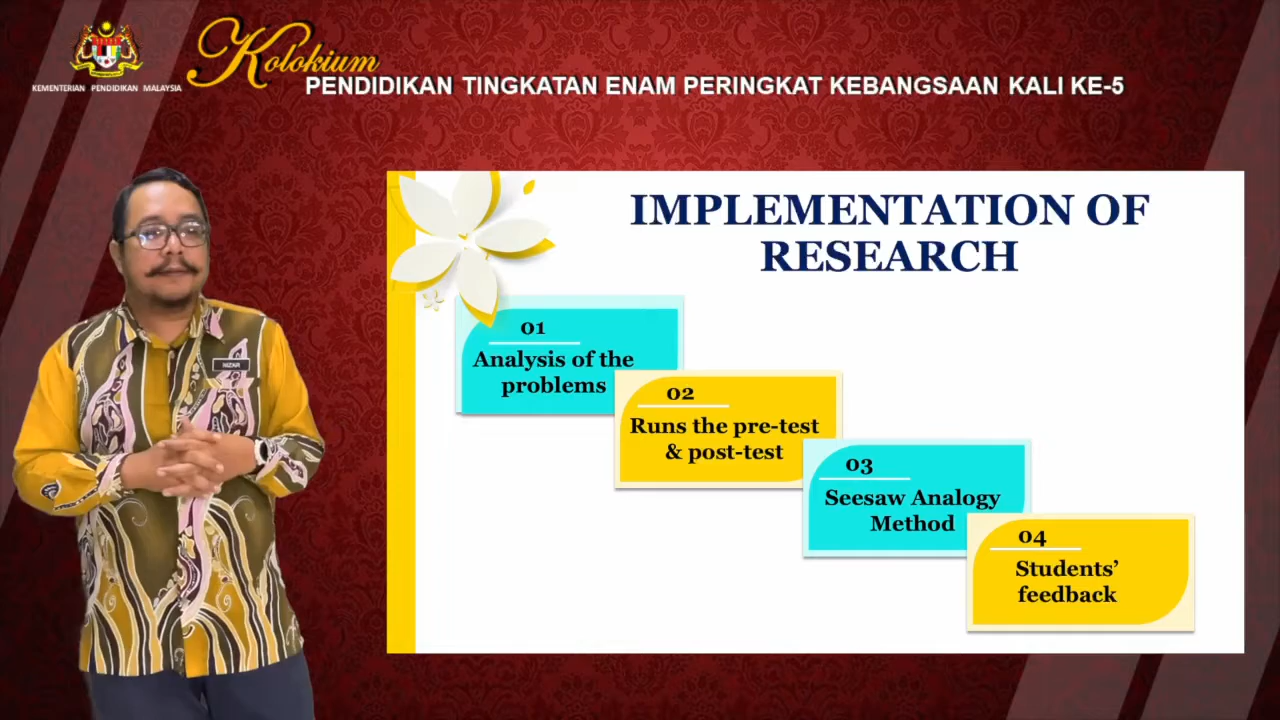 KEMENTERIAN PENDIDIKAN MALAYSIA
Kolokium
PENDIDIKAN TINGKATAN ENAM PERINGKAT KEBANGSAAN KALI KE-5
NIZAR
IMPLEMENTATION OF
RESEARCH
01
Analysis of the
problems
02
Runs the pre-test
& post-test
03
Seesaw Analogy
Method
04
Students’
feedback